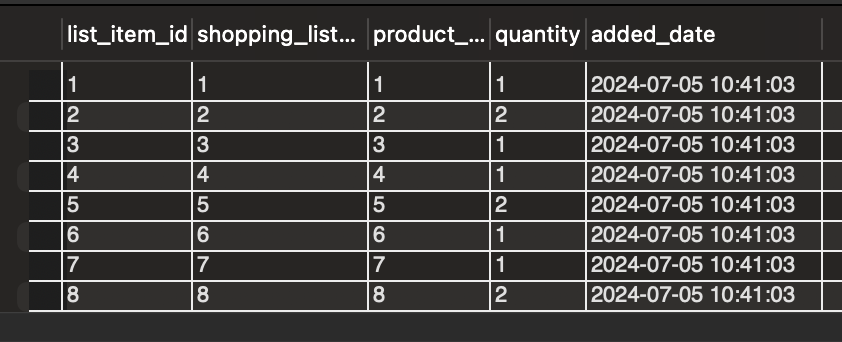 list_item_id shopping_list... product_... quantity added_date
1 1 1 1 2024-07-05 10:41:03
2 2 2 2 2024-07-05 10:41:03
3 3 3 1 2024-07-05 10:41:03
4 4 4 1 2024-07-05 10:41:03
5 5 5 2 2024-07-05 10:41:03
6 6 6 1 2024-07-05 10:41:03
7 7 7 1 2024-07-05 10:41:03
8 8 8 2 2024-07-05 10:41:03